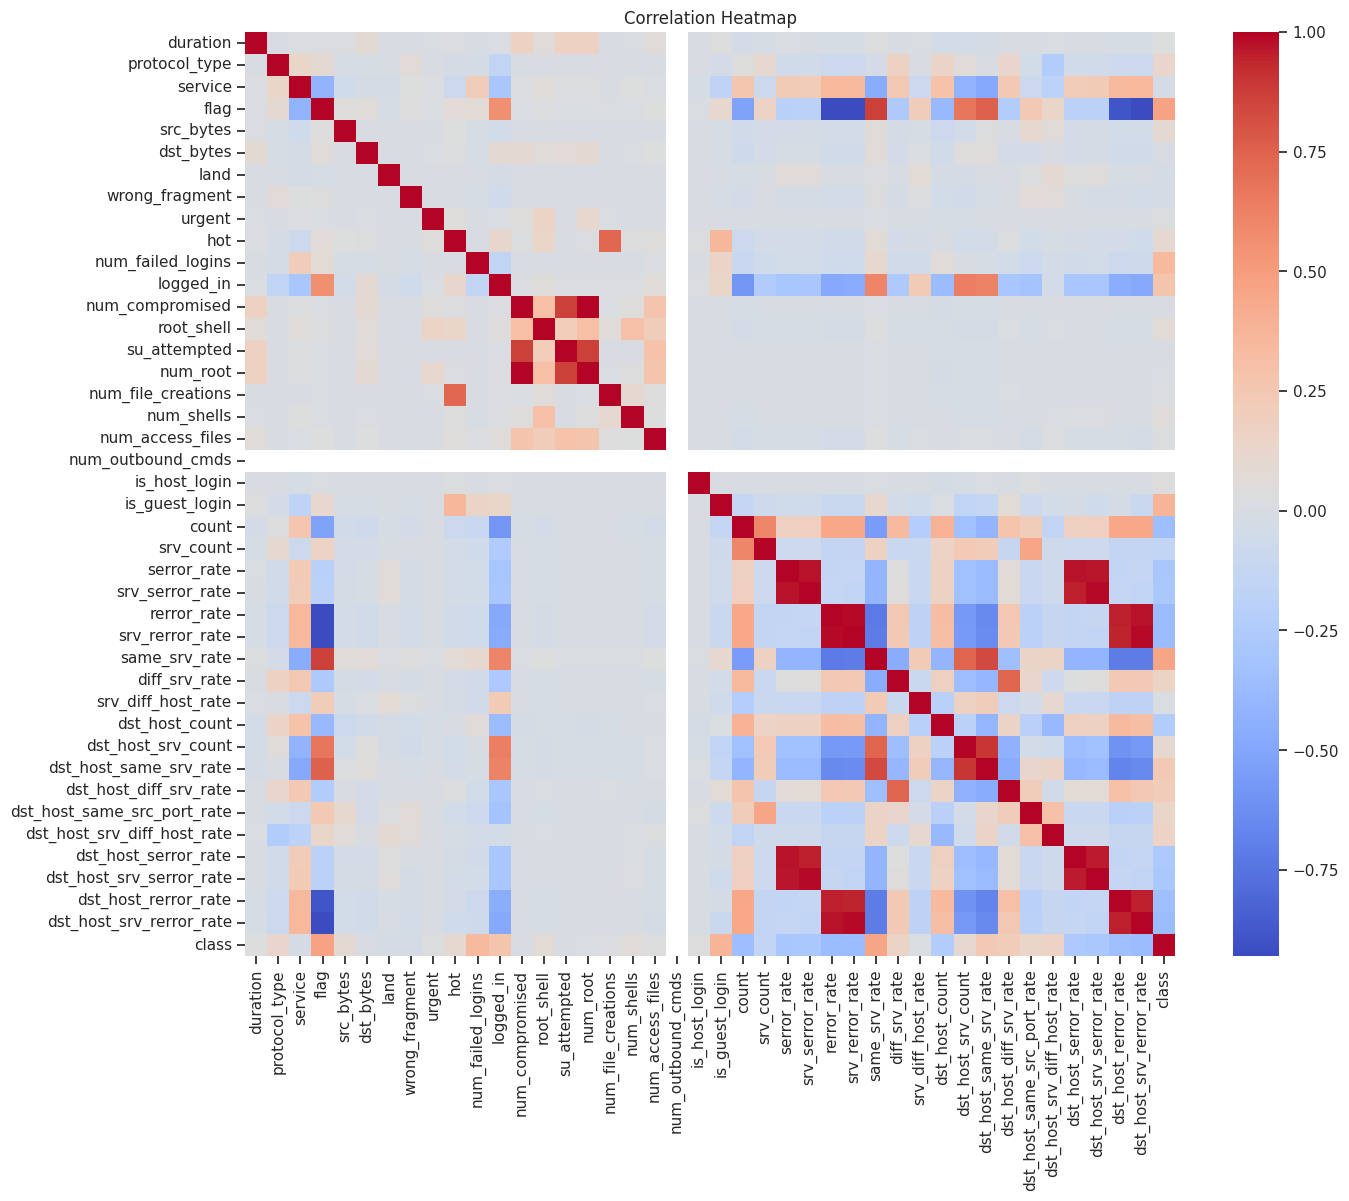 Correlation Heatmap
duration
protocol_type
service
flag
src_bytes
dst_bytes
land
wrong_fragment
urgent
hot
num_failed_logins
logged_in
num_compromised
root_shell
su_attempted
num_root
num_file_creations
num_shells
num_access_files
num_outbound_cmds
is_host_login
is_guest_login
count
srv_count
serror_rate
srv_serror_rate
rerror_rate
srv_rerror_rate
same_srv_rate
diff_srv_rate
srv_diff_host_rate
dst_host_count
dst_host_srv_count
dst_host_same_srv_rate
dst_host_diff_srv_rate
dst_host_same_src_port_rate
dst_host_srv_diff_host_rate
dst_host_serror_rate
dst_host_srv_serror_rate
dst_host_rerror_rate
dst_host_srv_rerror_rate
class
duration
protocol_type
service
flag
src_bytes
dst_bytes
land
wrong_fragment
urgent
hot
num_failed_logins
logged_in
num_compromised
root_shell
su_attempted
num_root
num_file_creations
num_shells
num_access_files
num_outbound_cmds
is_host_login
is_guest_login
count
srv_count
serror_rate
srv_serror_rate
rerror_rate
srv_rerror_rate
same_srv_rate
diff_srv_rate
srv_diff_host_rate
dst_host_count
dst_host_srv_count
dst_host_same_srv_rate
dst_host_diff_srv_rate
dst_host_same_src_port_rate
dst_host_srv_diff_host_rate
dst_host_serror_rate
dst_host_srv_serror_rate
dst_host_rerror_rate
dst_host_srv_rerror_rate
class
1.00
0.75
0.50
0.25
0.00
−0.25
−0.50
−0.75